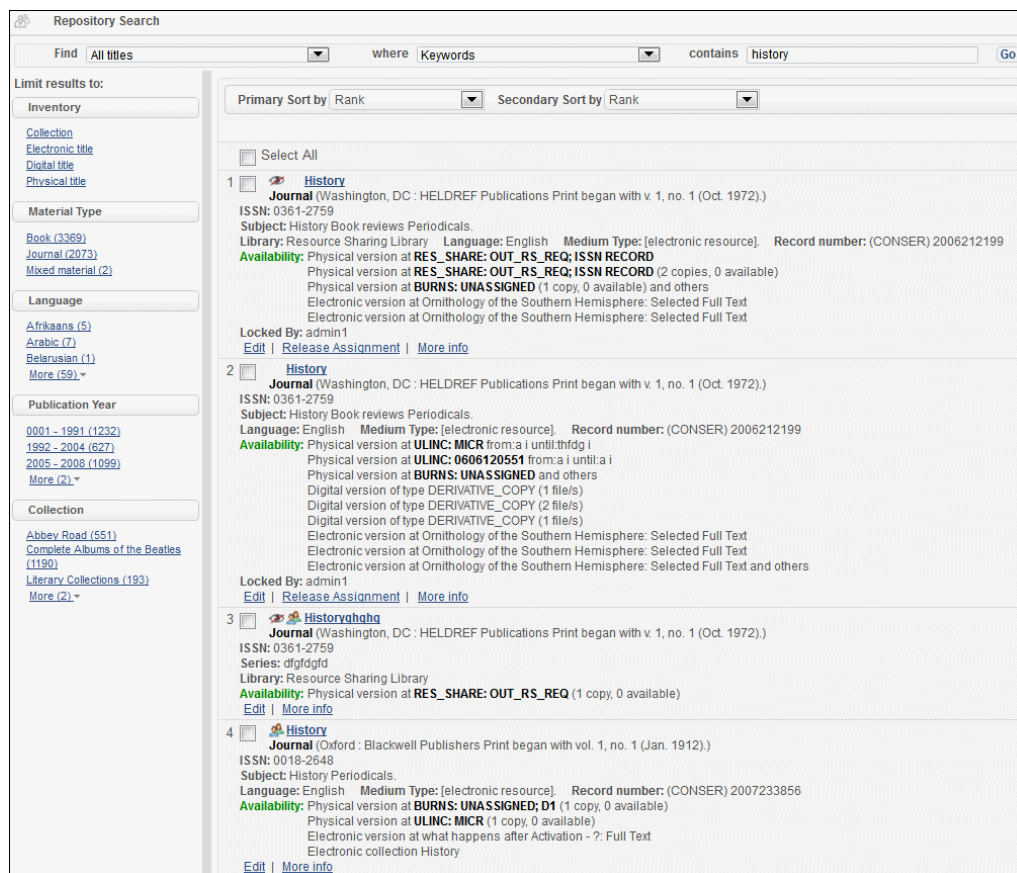 Repository Search
Find All titles where Keywords contains history Go
Limit results to:
Inventory
Collection
Electronic title
Digital title
Physical title
Material Type
Book (3369)
Journal (2073)
Mixed material (2)
Language
Afrikaans (5)
Arabic (7)
Belarusian (1)
More (59)
Publication Year
0001 - 1991 (1232)
1992 - 2004 (627)
2005 - 2008 (1099)
More (2)
Collection
Abbey Road (551)
Complete Albums of the Beatles
(1190)
Literary Collections (193)
More (2)
Primary Sort by Rank Secondary Sort by Rank
Select All
1 History
Journal (Washington, DC : HELDREF Publications Print began with v. 1, no. 1 (Oct. 1972).)
ISSN: 0361-2759
Subject: History Book reviews Periodicals.
Library: Resource Sharing Library Language: English Medium Type: [electronic resource]. Record number: (CONSER) 2006212199
Availability: Physical version at RES_SHARE: OUT_RS_REQ; ISSN RECORD
Physical version at RES_SHARE: OUT_RS_REQ; ISSN RECORD (2 copies, 0 available)
Physical version at BURNS: UNASSIGNED (1 copy, 0 available) and others
Electronic version at Ornithology of the Southern Hemisphere: Selected Full Text
Electronic version at Ornithology of the Southern Hemisphere: Selected Full Text
Locked By: admin1
Edit | Release Assignment | More info
2 History
Journal (Washington, DC : HELDREF Publications Print began with v. 1, no. 1 (Oct. 1972).)
ISSN: 0361-2759
Subject: History Book reviews Periodicals.
Language: English Medium Type: [electronic resource]. Record number: (CONSER) 2006212199
Availability: Physical version at ULINC: MICR from:a i until:thfdg i
Physical version at ULINC: 0606120551 from:a i until:a i
Physical version at BURNS: UNASSIGNED and others
Digital version of type DERIVATIVE_COPY (1 file/s)
Digital version of type DERIVATIVE_COPY (2 file/s)
Digital version of type DERIVATIVE_COPY (1 file/s)
Electronic version at Ornithology of the Southern Hemisphere: Selected Full Text
Electronic version at Ornithology of the Southern Hemisphere: Selected Full Text
Electronic version at Ornithology of the Southern Hemisphere: Selected Full Text and others
Locked By: admin1
Edit | Release Assignment | More info
3 Historyghghg
Journal (Washington, DC : HELDREF Publications Print began with v. 1, no. 1 (Oct. 1972).)
ISSN: 0361-2759
Series: dfgfdgfd
Library: Resource Sharing Library
Availability: Physical version at RES_SHARE: OUT_RS_REQ (1 copy, 0 available)
Edit | More info
4 History
Journal (Oxford : Blackwell Publishers Print began with vol. 1, no. 1 (Jan. 1912).)
ISSN: 0018-2648
Subject: History Periodicals.
Language: English Medium Type: [electronic resource]. Record number: (CONSER) 2007233856
Availability: Physical version at BURNS: UNASSIGNED; D1 (1 copy, 0 available)
Physical version at ULINC: MICR (1 copy, 0 available)
Electronic version at what happens after Activation - ?: Full Text
Electronic collection History
Edit | More info